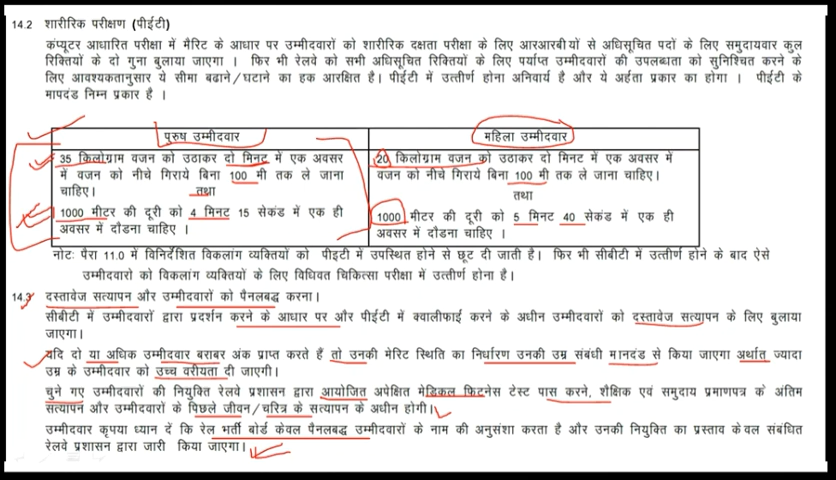 14.2 शारीरिक परीक्षण (पीईटी)
कंप्यूटर आधारित परीक्षा में मैरिट के आधार पर उम्मीदवारों को शारीरिक दक्षता परीक्षा के लिए आरआरबीयों से अधिसूचित पदों के लिए समुदायवार कुल
रिक्तियों के दो गुना बुलाया जाएगा । फिर भी रेलवे को सभी अधिसूचित रिक्तियों के लिए पर्याप्त उम्मीदवारों की उपलब्धता को सुनिश्चित करने के
लिए आवश्यकतानुसार ये सीमा बढाने/घटाने का हक आरक्षित है। पीईटी में उत्तीर्ण होना अनिवार्य है और ये अर्हता प्रकार का होगा । पीईटी के
मापदंड निम्न प्रकार है ।
पुरुष उम्मीदवार
महिला उम्मीदवार
35 किलोग्राम वजन को उठाकर दो मिनट में एक अवसर
में वजन को नीचे गिराये बिना 100 मी तक ले जाना
चाहिए।
तथा
1000 मीटर की दूरी को 4 मिनट 15 सेकंड में एक ही
अवसर में दौडना चाहिए ।
20 किलोग्राम वजन को उठाकर दो मिनट में एक अवसर में
वजन को नीचे गिराये बिना 100 मी तक ले जाना चाहिए।
तथा
1000 मीटर की दूरी को 5 मिनट 40 सेकंड में एक ही
अवसर में दौडना चाहिए ।
नोटः पैरा 11.0 में विनिर्देशित विकलांग व्यक्तियों को पीइटी में उपस्थित होने से छूट दी जाती है। फिर भी सीबीटी में उत्तीर्ण होने के बाद ऐसे
उम्मीदवारों को विकलांग व्यक्तियों के लिए विधिवत चिकित्सा परीक्षा में उत्तीर्ण होना है।
14.3 दस्तावेज सत्यापन और उम्मीदवारों को पैनलबद्ध करना।
सीबीटी में उम्मीदवारों द्वारा प्रदर्शन करने के आधार पर और पीईटी में क्वालीफाई करने के अधीन उम्मीदवारों को दस्तावेज सत्यापन के लिए बुलाया
जाएगा।
यदि दो या अधिक उम्मीदवार बराबर अंक प्राप्त करते हैं तो उनकी मेरिट स्थिति का निर्धारण उनकी उम्र संबंधी मानदंड से किया जाएगा अर्थात ज्यादा
उम्र के उम्मीदवार को उच्च वरीयता दी जाएगी।
चुने गए उम्मीदवारों की नियुक्ति रेलवे प्रशासन द्वारा आयोजित अपेक्षित मेडिकल फिटनेस टेस्ट पास करने, शैक्षिक एवं समुदाय प्रमाणपत्र के अंतिम
सत्यापन और उम्मीदवारों के पिछले जीवन/चरित्र के सत्यापन के अधीन होगी।
उम्मीदवार कृपया ध्यान दें कि रेल भर्ती बोर्ड केवल पैनलबद्ध उम्मीदवारों के नाम की अनुसंशा करता है और उनकी नियुक्ति का प्रस्ताव केवल संबंधित
रेलवे प्रशासन द्वारा जारी किया जाएगा।